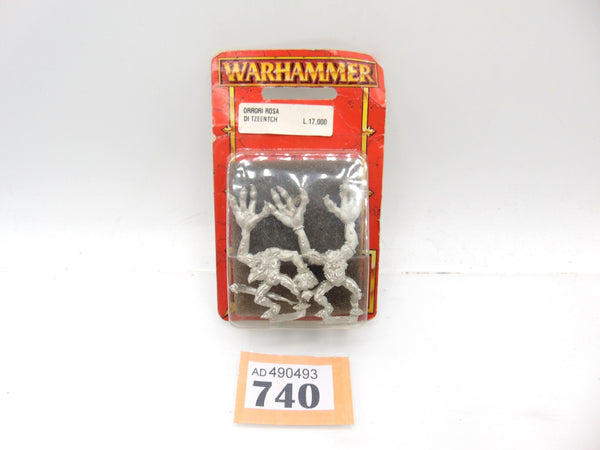 WARHAMMER
ORRORI ROSA
DI TZEENTCH L.17.000
AD 490493
740